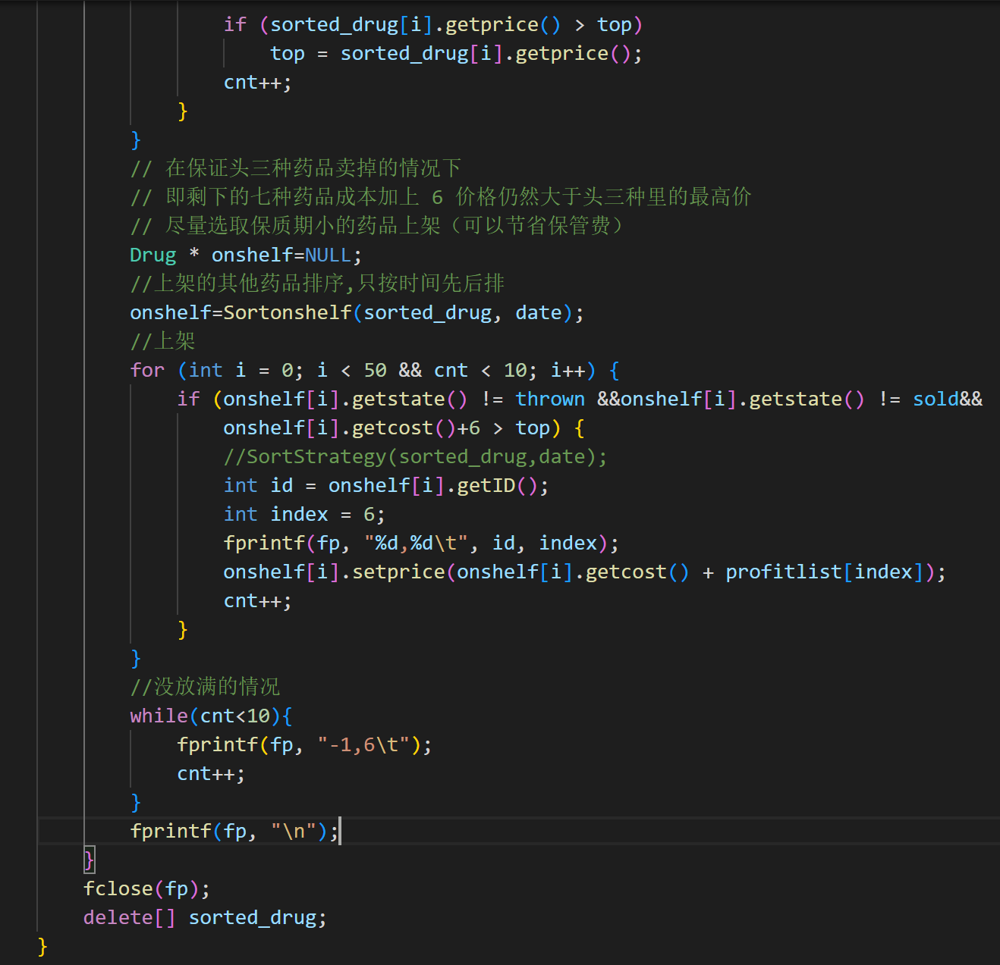 if (sorted_drug[i].getprice() > top)
top = sorted_drug[i].getprice();
cnt++;
}
}
// 在保证头三种药品卖掉的情况下
// 即剩下的七种药品成本加上 6 价格仍然大于头三种里的最高价
// 尽量选取保质期小的药品上架（可以节省保管费）
Drug * onshelf=NULL;
//上架的其他药品排序,只按时间先后排
onshelf=Sortonshelf(sorted_drug, date);
//上架
for (int i = 0; i < 50 && cnt < 10; i++) {
if (onshelf[i].getstate() != thrown &&onshelf[i].getstate() != sold&&
onshelf[i].getcost()+6 > top) {
//SortStrategy(sorted_drug,date);
int id = onshelf[i].getID();
int index = 6;
fprintf(fp, "%d,%d\t", id, index);
onshelf[i].setprice(onshelf[i].getcost() + profitlist[index]);
cnt++;
}
}
//没放满的情况
while(cnt<10){
fprintf(fp, "-1,6\t");
cnt++;
}
fprintf(fp, "\n");
}
fclose(fp);
delete[] sorted_drug;
}